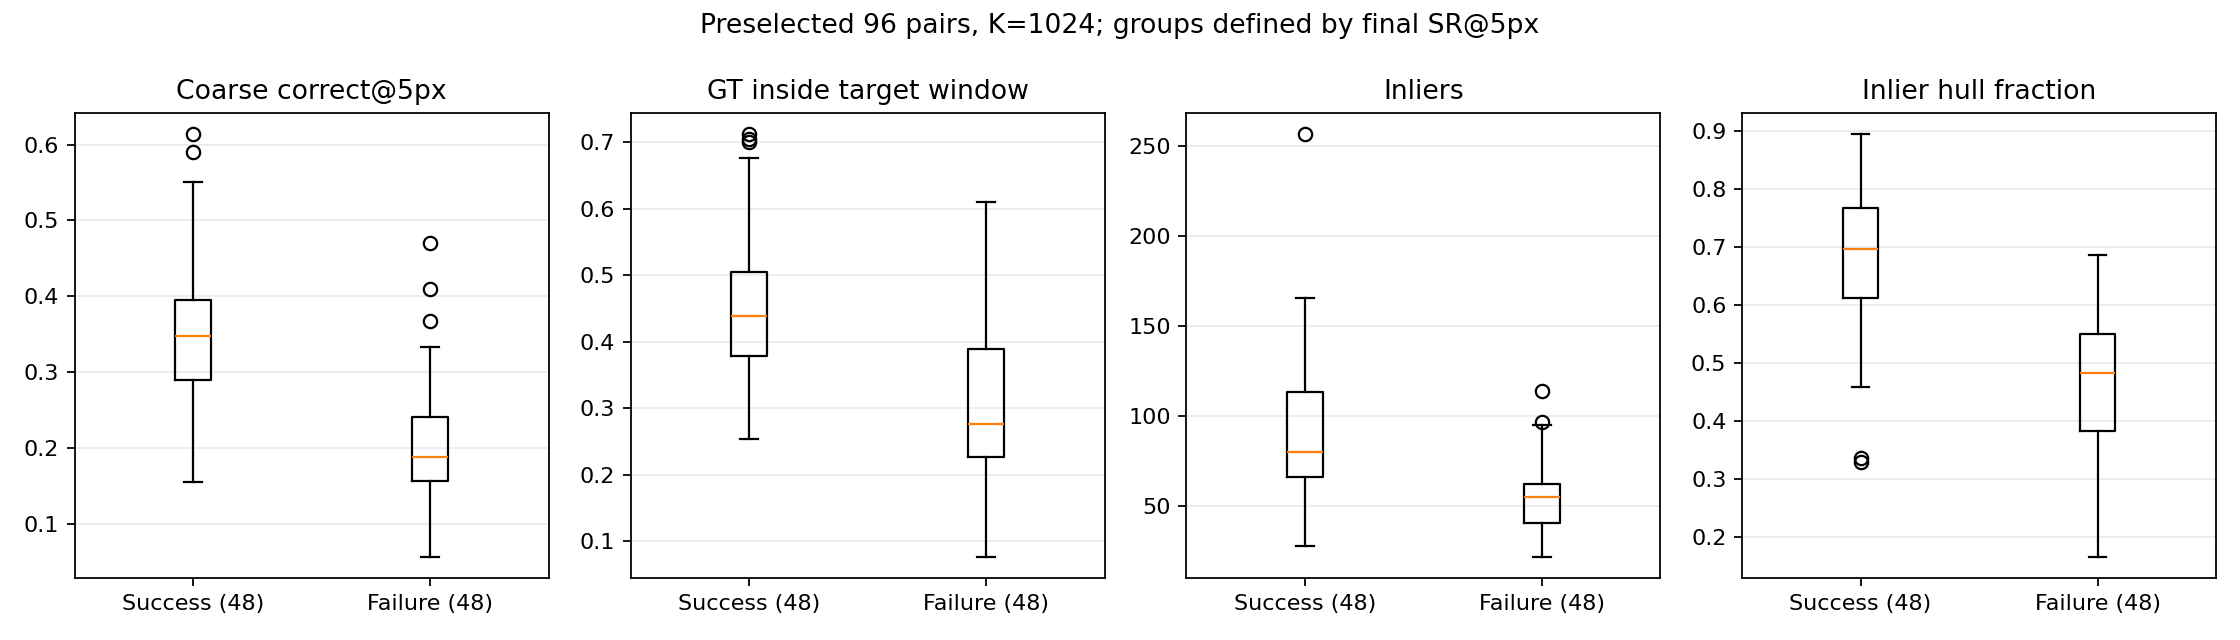 Preselected 96 pairs, K=1024; groups defined by final SR@5px
Coarse correct@5px
0.6
0.5
0.4
0.3
0.2
0.1
Success (48) Failure (48)
GT inside target window
0.7
0.6
0.5
0.4
0.3
0.2
0.1
Success (48) Failure (48)
Inliers
250
200
150
100
50
Success (48) Failure (48)
Inlier hull fraction
0.9
0.8
0.7
0.6
0.5
0.4
0.3
0.2
Success (48) Failure (48)